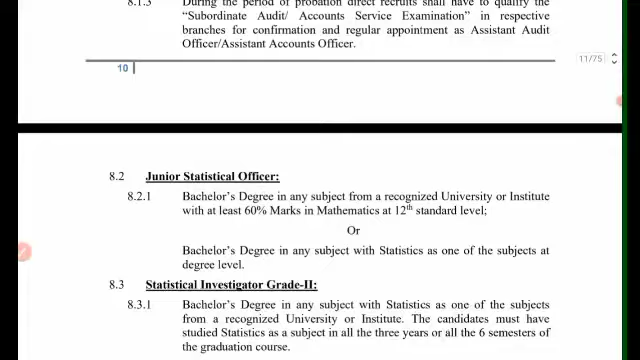 8.1.3 During the period of probation direct recruits shall have to qualify the
“Subordinate Audit/ Accounts Service Examination” in respective
branches for confirmation and regular appointment as Assistant Audit
Officer/Assistant Accounts Officer.
11/75
10
8.2 Junior Statistical Officer:
8.2.1 Bachelor’s Degree in any subject from a recognized University or Institute
with at least 60% Marks in Mathematics at 12th standard level;
Or
Bachelor’s Degree in any subject with Statistics as one of the subjects at
degree level.
8.3 Statistical Investigator Grade-II:
8.3.1 Bachelor’s Degree in any subject with Statistics as one of the subjects
from a recognized University or Institute. The candidates must have
studied Statistics as a subject in all the three years or all the 6 semesters of
the graduation course.